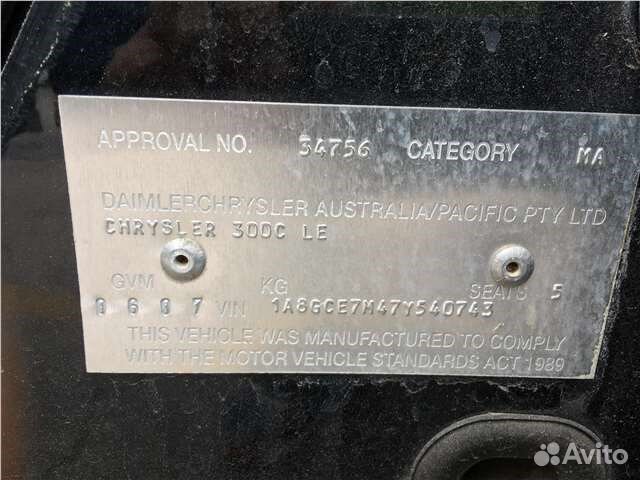 APPROVAL NO. 34756 CATEGORY MA
DAIMLERCHRYSLER AUSTRALIA/PACIFIC PTY LTD
CHRYSLER 300C LE
GVM KG SEATS 5
0607 VIN 1A8GCE7M47Y540743
THIS VEHICLE WAS MANUFACTURED TO COMPLY
WITH THE MOTOR VEHICLE STANDARDS ACT 1989
Avito